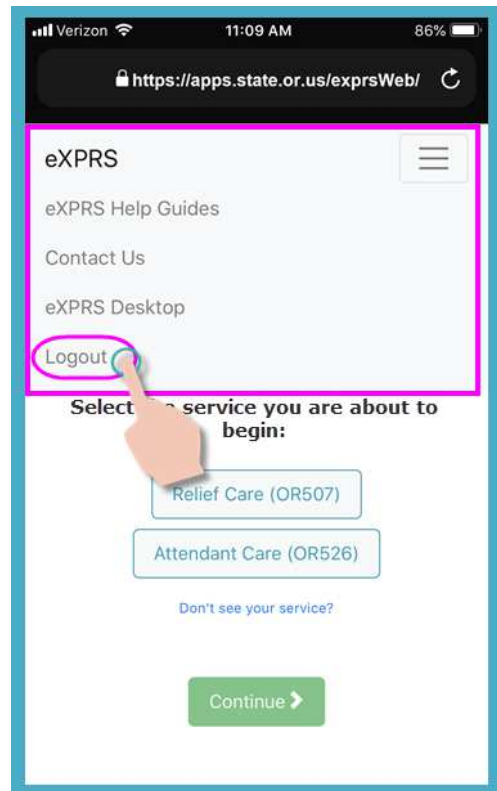 Verizon 11:09 AM 86%
https://apps.state.or.us/exprsWeb/
eXPRS
eXPRS Help Guides
Contact Us
eXPRS Desktop
Logout
Select service you are about to
begin:
Relief Care (OR507)
Attendant Care (OR526)
Don't see your service?
Continue